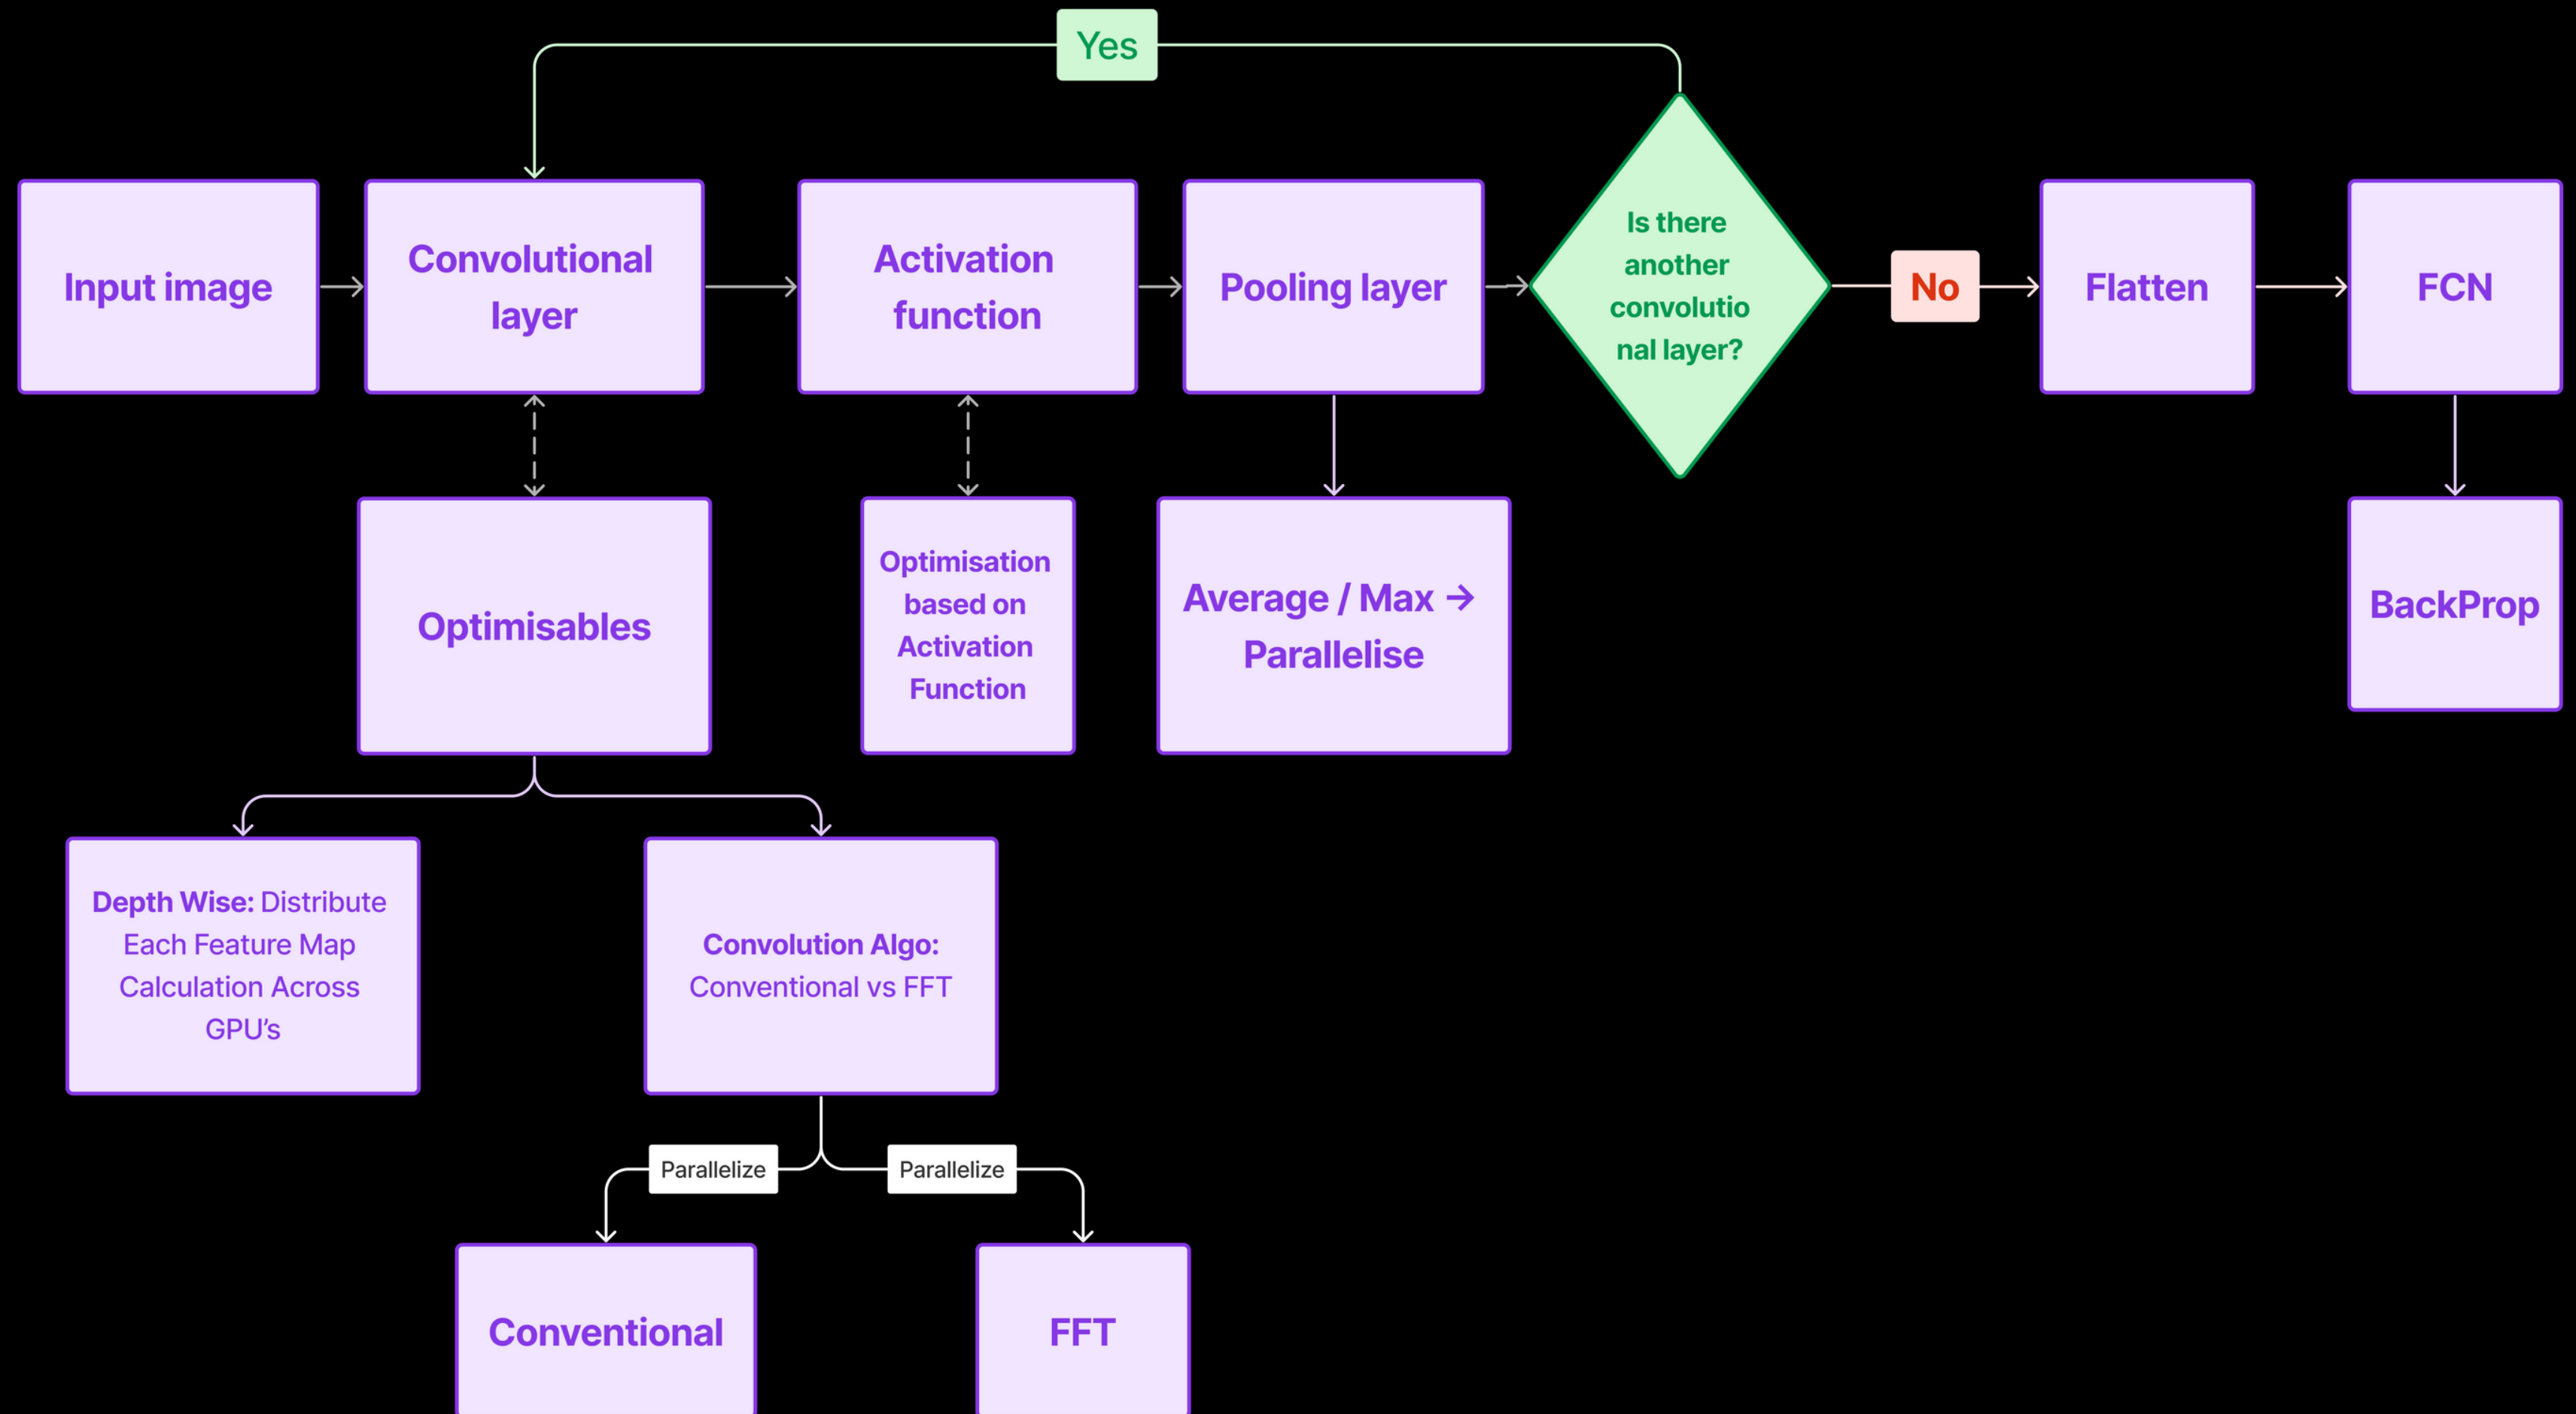 Yes
Input image
Convolutional
layer
Activation
function
Pooling layer
Is there
another
convolutio
nal layer?
No
Flatten
FCN
Optimisables
Optimisation
based on
Activation
Function
Average / Max →
Parallelise
BackProp
Depth Wise: Distribute
Each Feature Map
Calculation Across
GPU’s
Convolution Algo:
Conventional vs FFT
Parallelize
Parallelize
Conventional
FFT